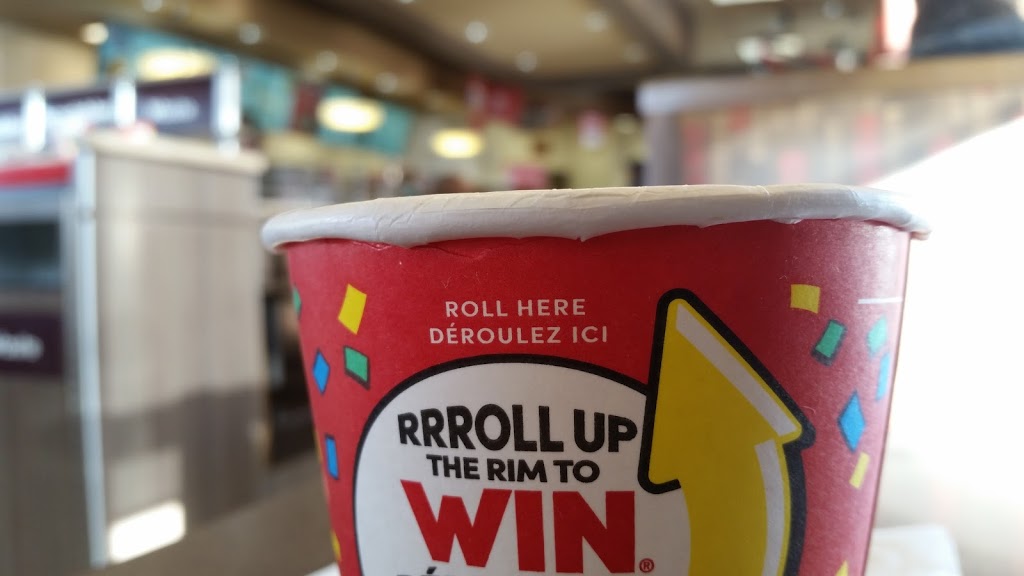 ROLL HERE
DÉROULEZ ICI
RRROLL UP
THE RIM TO
WIN®